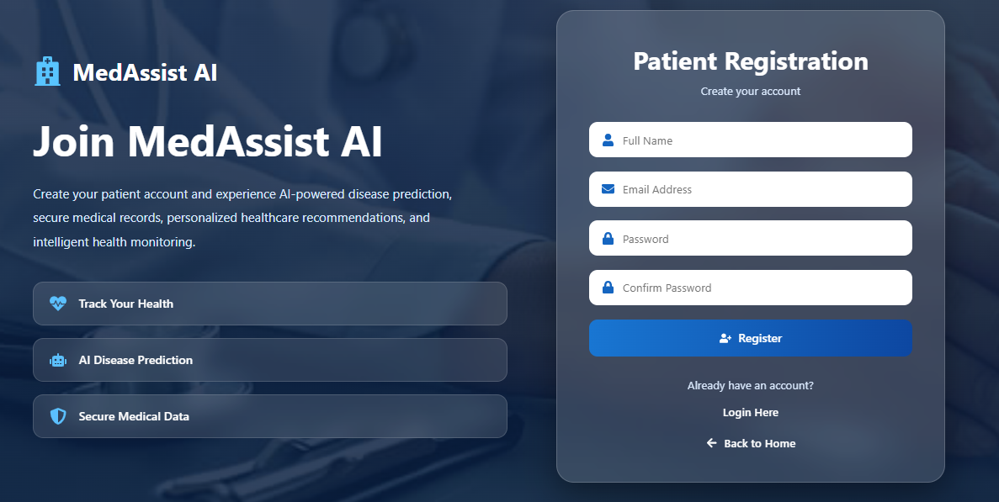 MedAssist AI
Join MedAssist AI
Create your patient account and experience AI-powered disease prediction,
secure medical records, personalized healthcare recommendations, and
intelligent health monitoring.
Track Your Health
AI Disease Prediction
Secure Medical Data
Patient Registration
Create your account
Full Name
Email Address
Password
Confirm Password
Register
Already have an account?
Login Here
Back to Home